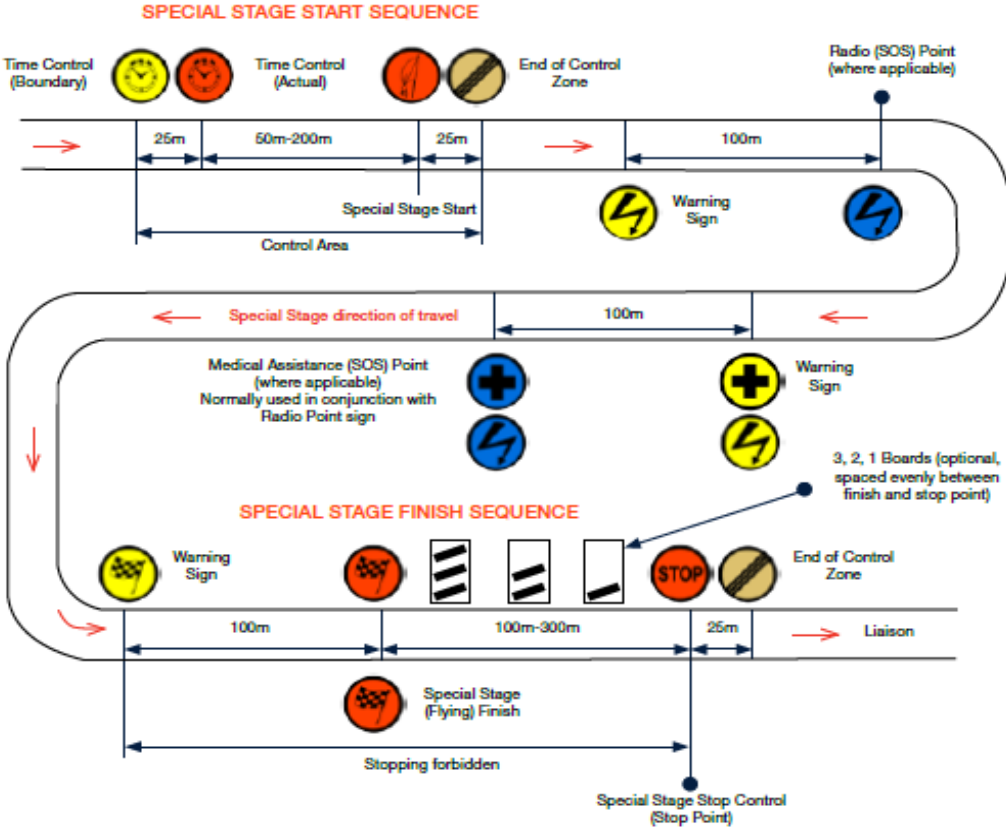 SPECIAL STAGE START SEQUENCE
Time Control
(Boundary)
Time Control
(Actual)
End of Control
Zone
Radio (SOS) Point
(where applicable)
25m
50m-200m
25m
100m
Special Stage Start
Control Area
Warning
Sign
Special Stage direction of travel
100m
Medical Assistance (SOS) Point
(where applicable)
Normally used in conjunction with
Radio Point sign
Warning
Sign
3, 2, 1 Boards (optional,
spaced evenly between
finish and stop point)
SPECIAL STAGE FINISH SEQUENCE
Warning
Sign
STOP
End of Control
Zone
100m
100m-300m
25m
Liaison
Special Stage
(Flying) Finish
Stopping forbidden
Special Stage Stop Control
(Stop Point)